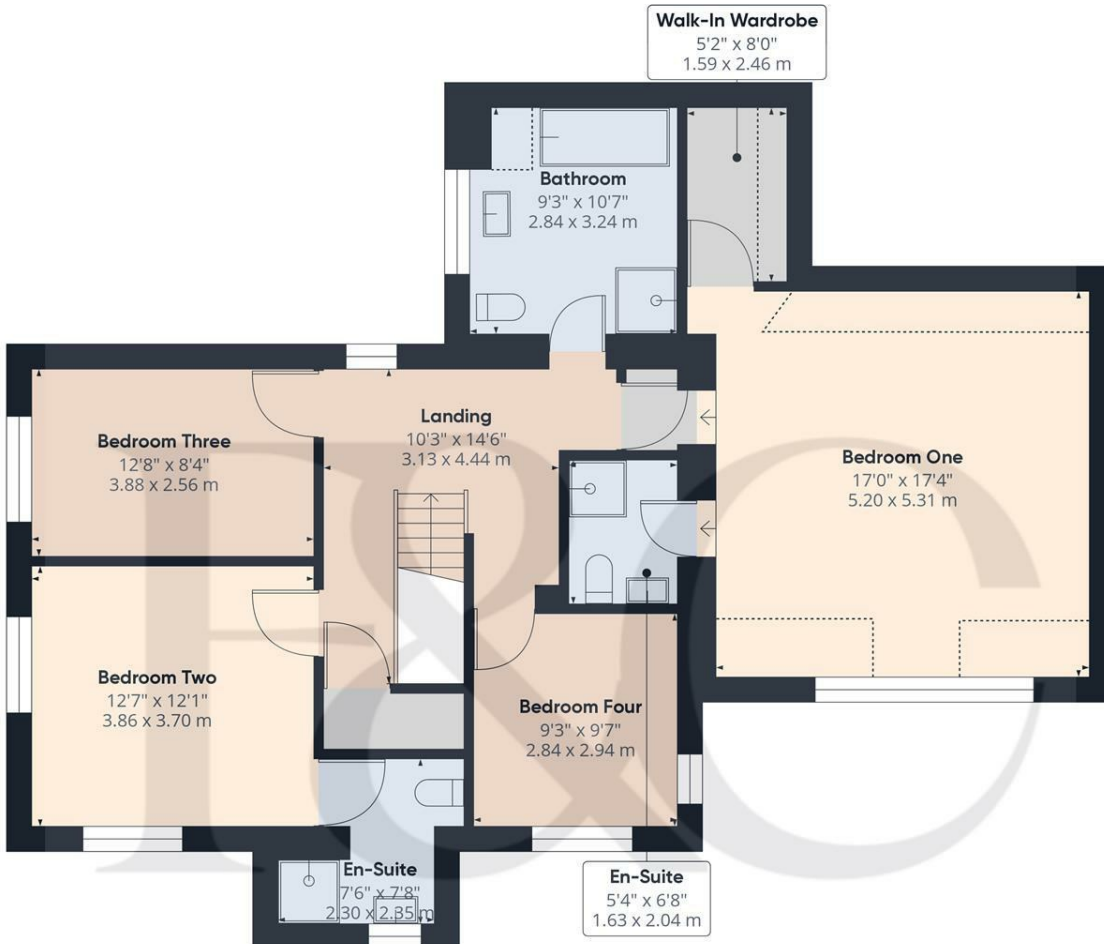 Walk-In Wardrobe
5'2" x 8'0"
1.59 x 2.46 m
Bathroom
9'3" x 10'7"
2.84 x 3.24 m
Landing
10'3" x 14'6"
3.13 x 4.44 m
Bedroom Three
12'8" x 8'4"
3.88 x 2.56 m
Bedroom One
17'0" x 17'4"
5.20 x 5.31 m
Bedroom Two
12'7" x 12'1"
3.86 x 3.70 m
Bedroom Four
9'3" x 9'7"
2.84 x 2.94 m
En-Suite
7'6" x 7'8"
2.30 x 2.35 m
En-Suite
5'4" x 6'8"
1.63 x 2.04 m
F&C